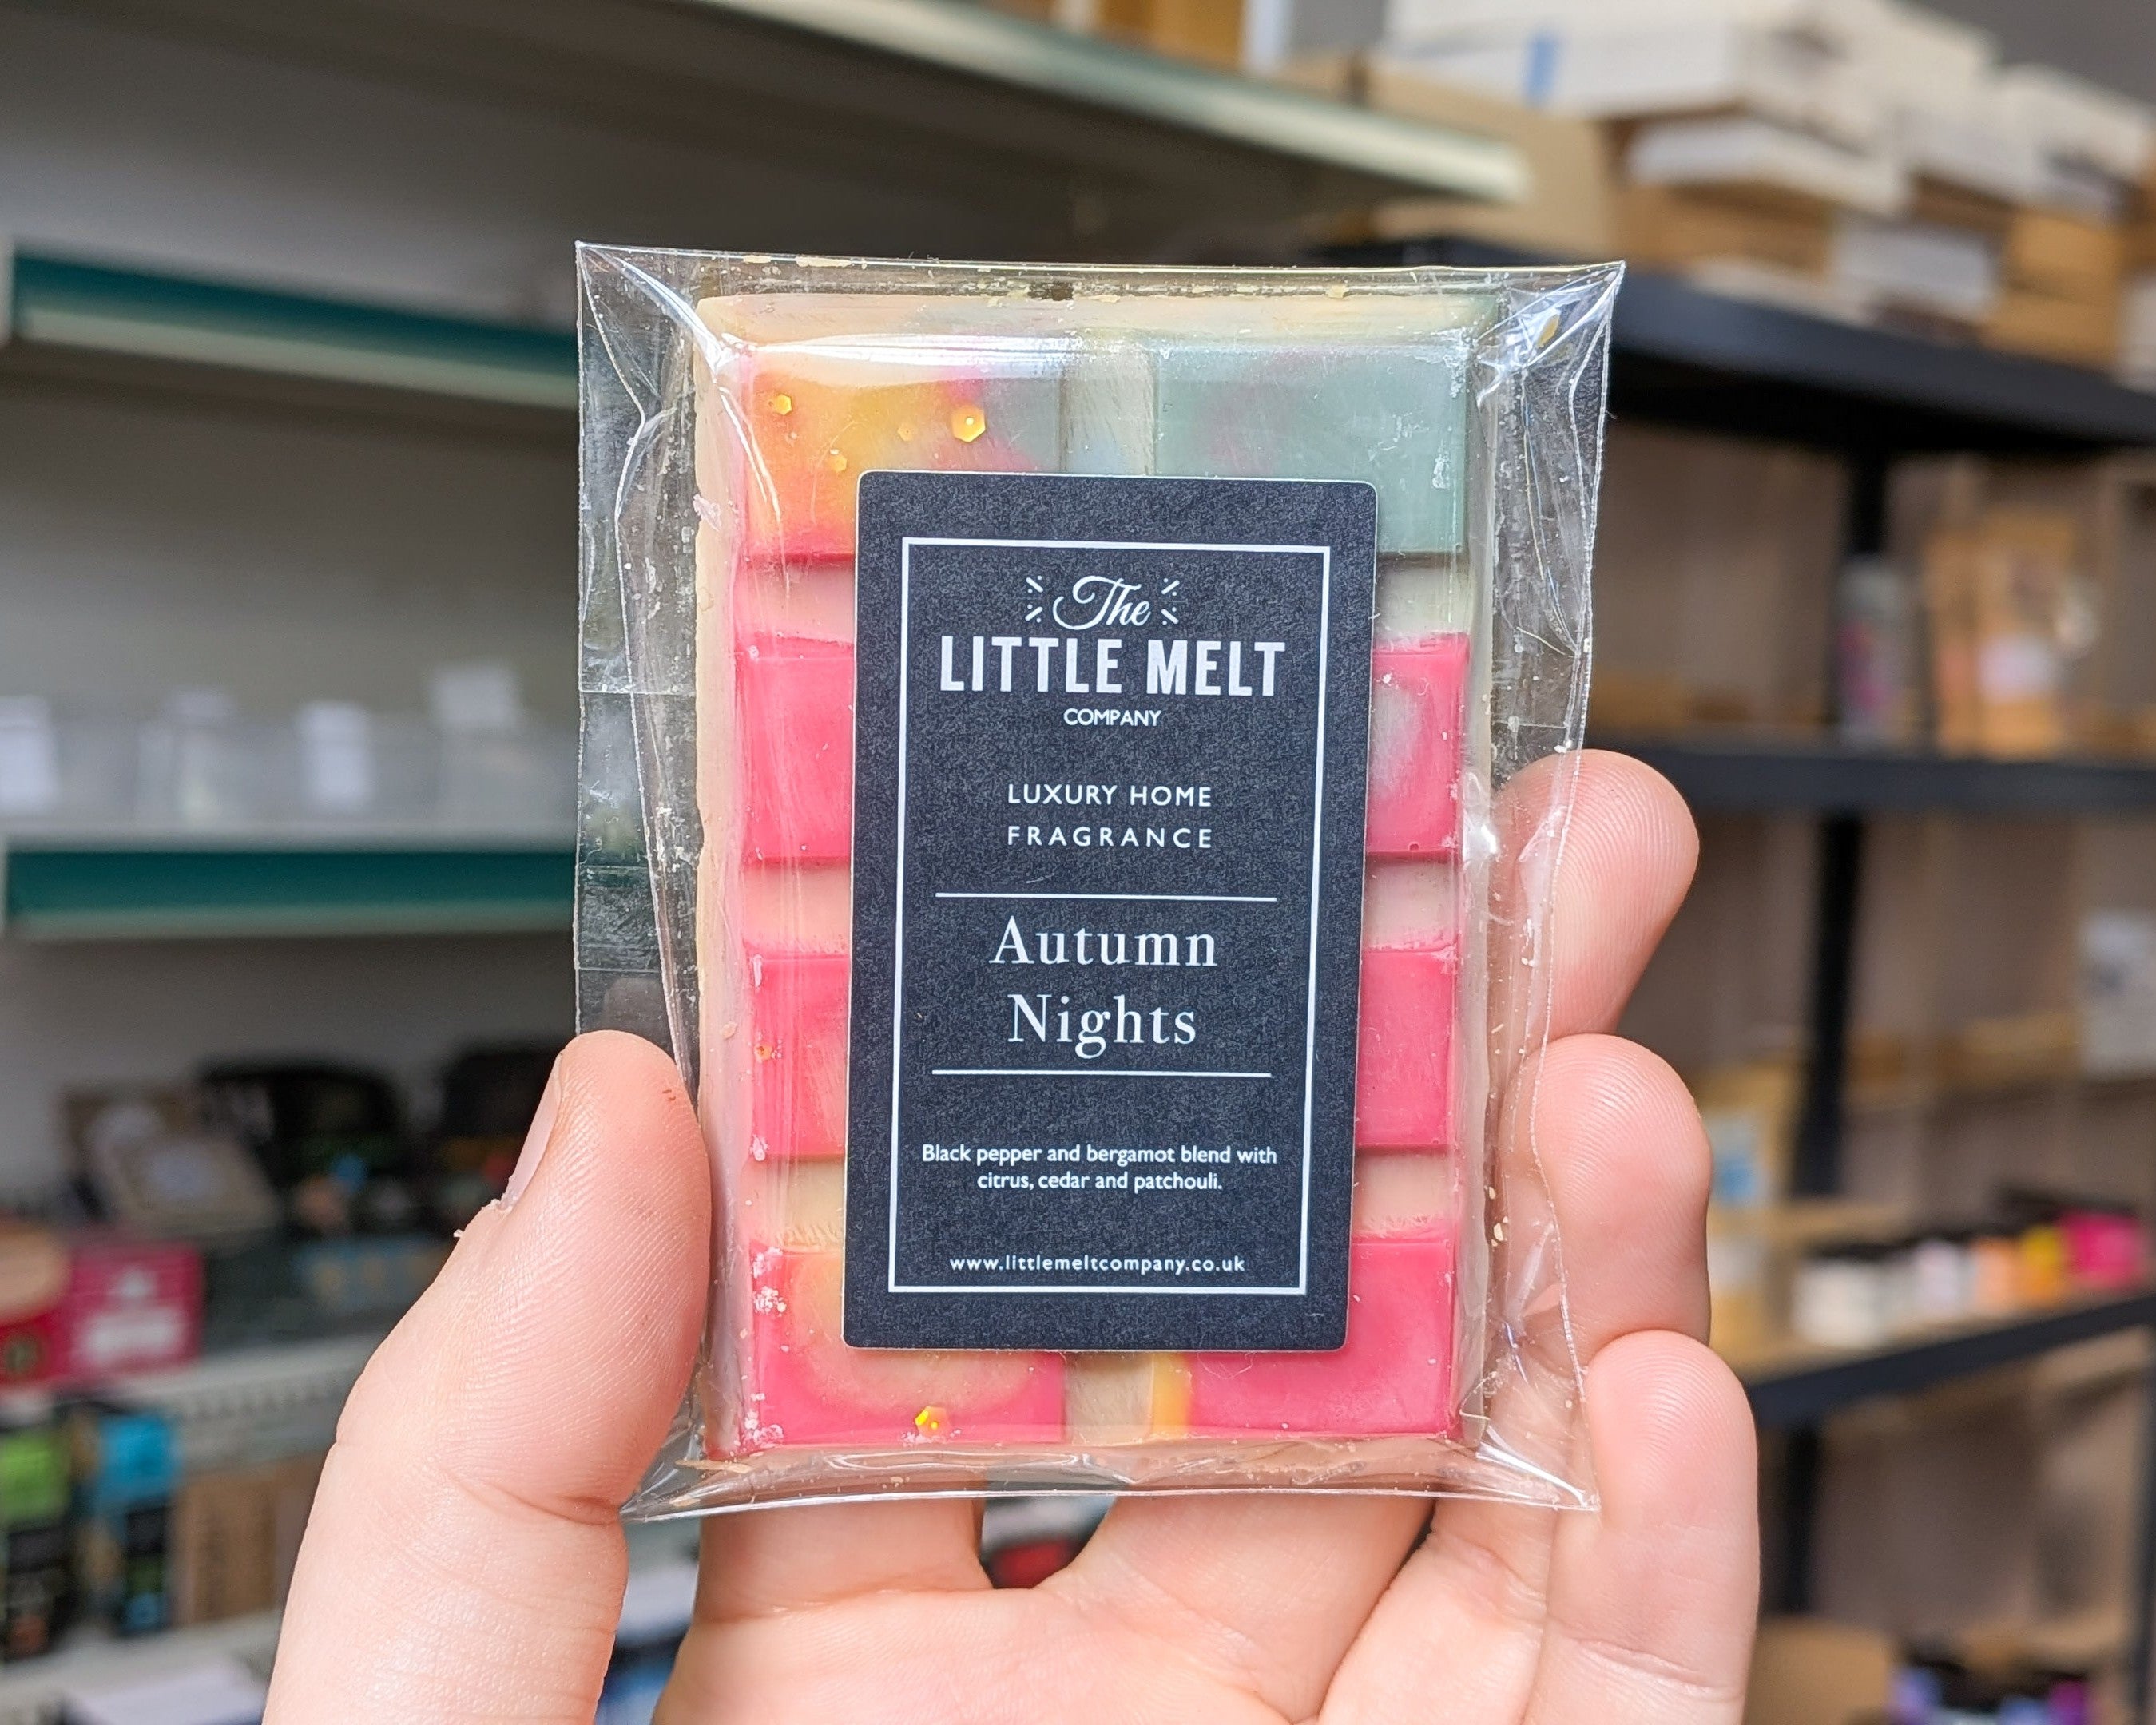 The
LITTLE MELT
COMPANY
LUXURY HOME
FRAGRANCE
Autumn
Nights
Black pepper and bergamot blend with
citrus, cedar and patchouli.
www.littlemeltcompany.co.uk